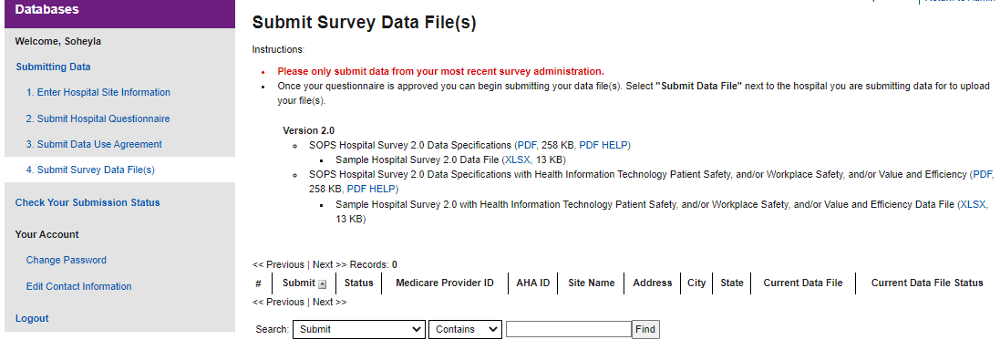 Databases
Welcome, Soheyla
Submitting Data
1. Enter Hospital Site Information
2. Submit Hospital Questionnaire
3. Submit Data Use Agreement
4. Submit Survey Data File(s)
Check Your Submission Status
Your Account
Change Password
Edit Contact Information
Logout
Submit Survey Data File(s)
Instructions:
• Please only submit data from your most recent survey administration.
• Once your questionnaire is approved you can begin submitting your data file(s). Select "Submit Data File" next to the hospital you are submitting data for to upload
your file(s).
Version 2.0
SOPS Hospital Survey 2.0 Data Specifications (PDF, 258 KB, PDF HELP)
Sample Hospital Survey 2.0 Data File (XLSX, 13 KB)
SOPS Hospital Survey 2.0 Data Specifications with Health Information Technology Patient Safety, and/or Workplace Safety, and/or Value and Efficiency (PDF,
258 KB, PDF HELP)
Sample Hospital Survey 2.0 with Health Information Technology Patient Safety, and/or Workplace Safety, and/or Value and Efficiency Data File (XLSX,
13 KB)
<< Previous | Next >> Records: 0
# Submit Status Medicare Provider ID AHA ID Site Name Address City State Current Data File Current Data File Status
<< Previous | Next >>
Search: Submit Contains Find